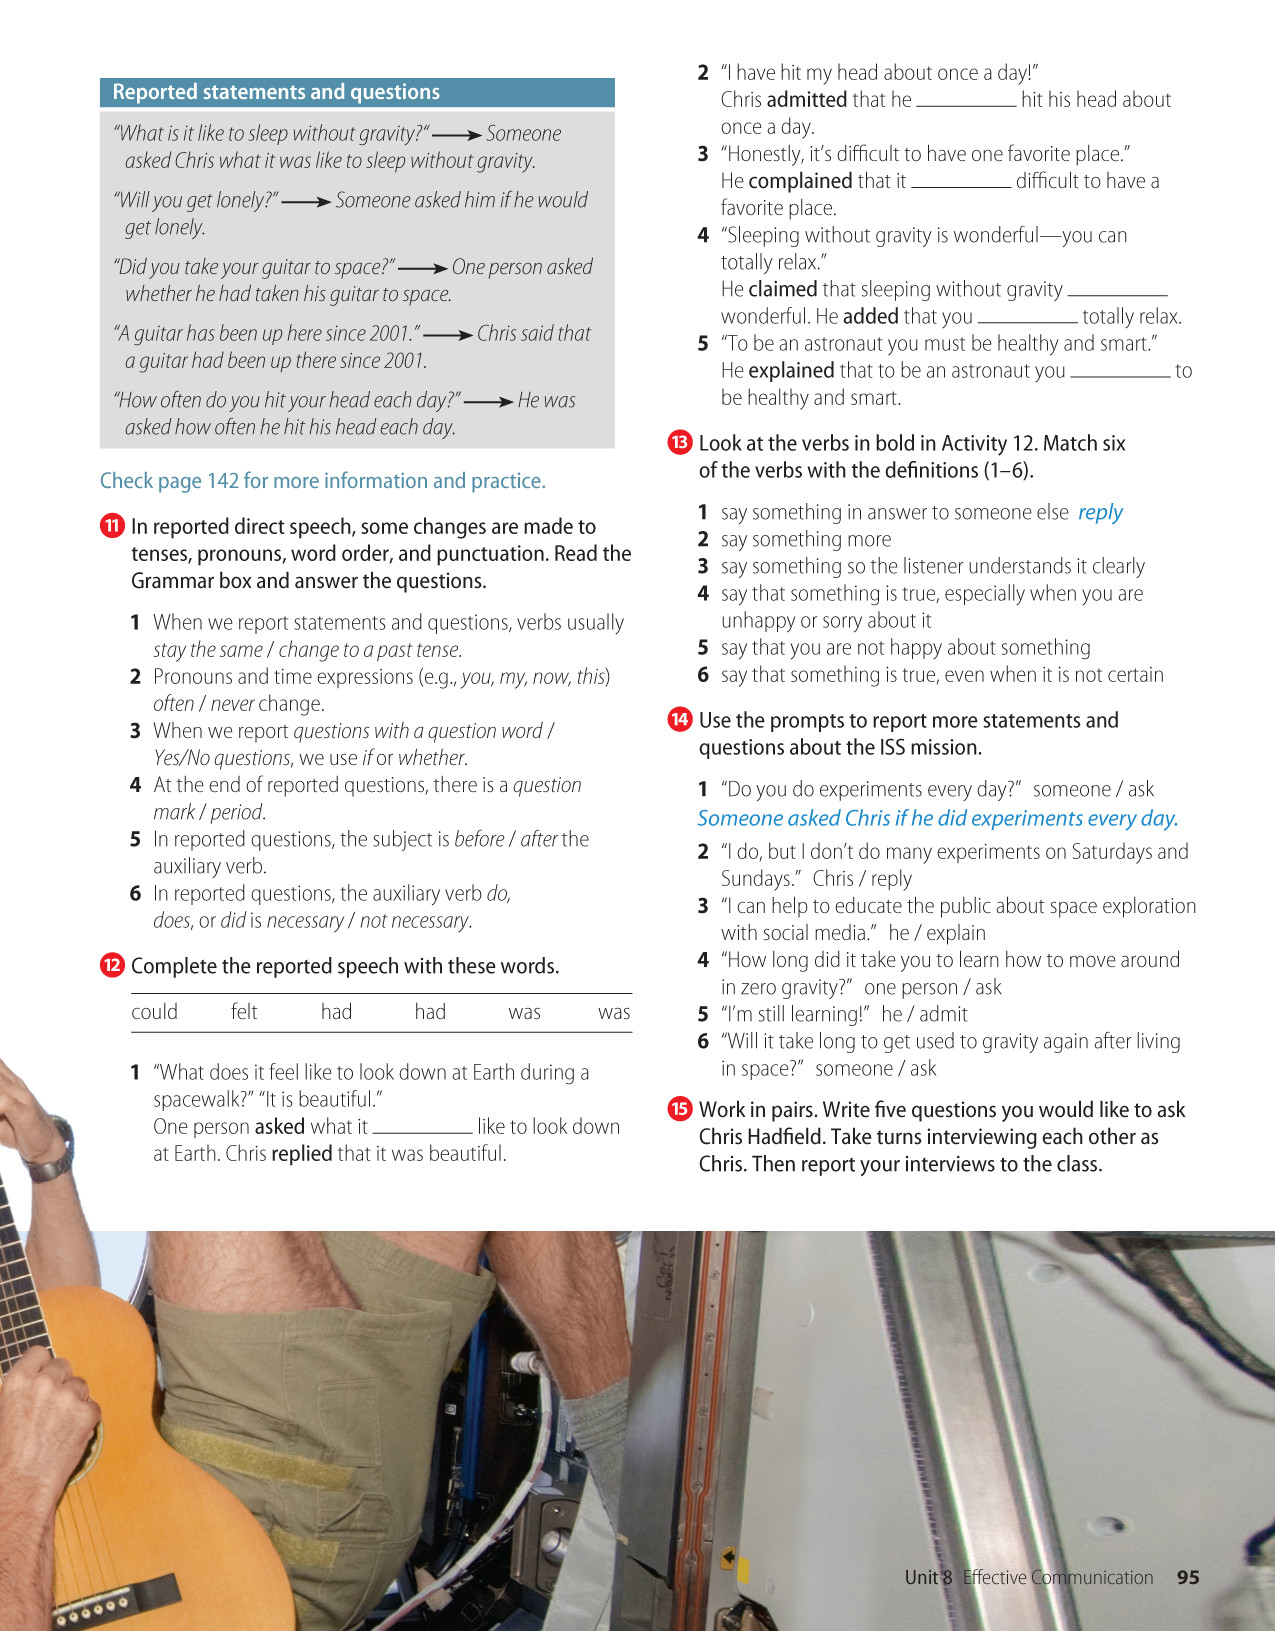 Reported statements and questions
“What is it like to sleep without gravity?“ → Someone
asked Chris what it was like to sleep without gravity.
“Will you get lonely?” → Someone asked him if he would
get lonely.
“Did you take your guitar to space?” → One person asked
whether he had taken his guitar to space.
“A guitar has been up here since 2001.” → Chris said that
a guitar had been up there since 2001.
“How often do you hit your head each day?” → He was
asked how often he hit his head each day.
Check page 142 for more information and practice.
11 In reported direct speech, some changes are made to
tenses, pronouns, word order, and punctuation. Read the
Grammar box and answer the questions.
1 When we report statements and questions, verbs usually
stay the same / change to a past tense.
2 Pronouns and time expressions (e.g., you, my, now, this)
often / never change.
3 When we report questions with a question word /
Yes/No questions, we use if or whether.
4 At the end of reported questions, there is a question
mark / period.
5 In reported questions, the subject is before / after the
auxiliary verb.
6 In reported questions, the auxiliary verb do,
does, or did is necessary / not necessary.
12 Complete the reported speech with these words.
could felt had had was was
1 “What does it feel like to look down at Earth during a
spacewalk?” “It is beautiful.”
One person asked what it __________ like to look down
at Earth. Chris replied that it was beautiful.
2 “I have hit my head about once a day!”
Chris admitted that he __________ hit his head about
once a day.
3 “Honestly, it’s difficult to have one favorite place.”
He complained that it __________ difficult to have a
favorite place.
4 “Sleeping without gravity is wonderful—you can
totally relax.”
He claimed that sleeping without gravity __________
wonderful. He added that you __________ totally relax.
5 “To be an astronaut you must be healthy and smart.”
He explained that to be an astronaut you __________ to
be healthy and smart.
13 Look at the verbs in bold in Activity 12. Match six
of the verbs with the definitions (1–6).
1 say something in answer to someone else reply
2 say something more
3 say something so the listener understands it clearly
4 say that something is true, especially when you are
unhappy or sorry about it
5 say that you are not happy about something
6 say that something is true, even when it is not certain
14 Use the prompts to report more statements and
questions about the ISS mission.
1 “Do you do experiments every day?” someone / ask
Someone asked Chris if he did experiments every day.
2 “I do, but I don’t do many experiments on Saturdays and
Sundays.” Chris / reply
3 “I can help to educate the public about space exploration
with social media.” he / explain
4 “How long did it take you to learn how to move around
in zero gravity?” one person / ask
5 “I’m still learning!” he / admit
6 “Will it take long to get used to gravity again after living
in space?” someone / ask
15 Work in pairs. Write five questions you would like to ask
Chris Hadfield. Take turns interviewing each other as
Chris. Then report your interviews to the class.
Unit 8 Effective Communication 95